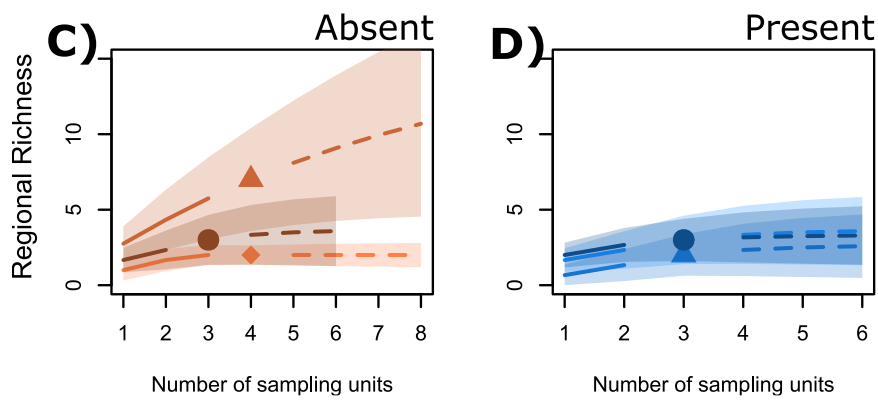 C) Absent
Regional Richness
0 5 10
1 2 3 4 5 6 7 8
Number of sampling units
D) Present
0 5 10
1 2 3 4 5 6
Number of sampling units